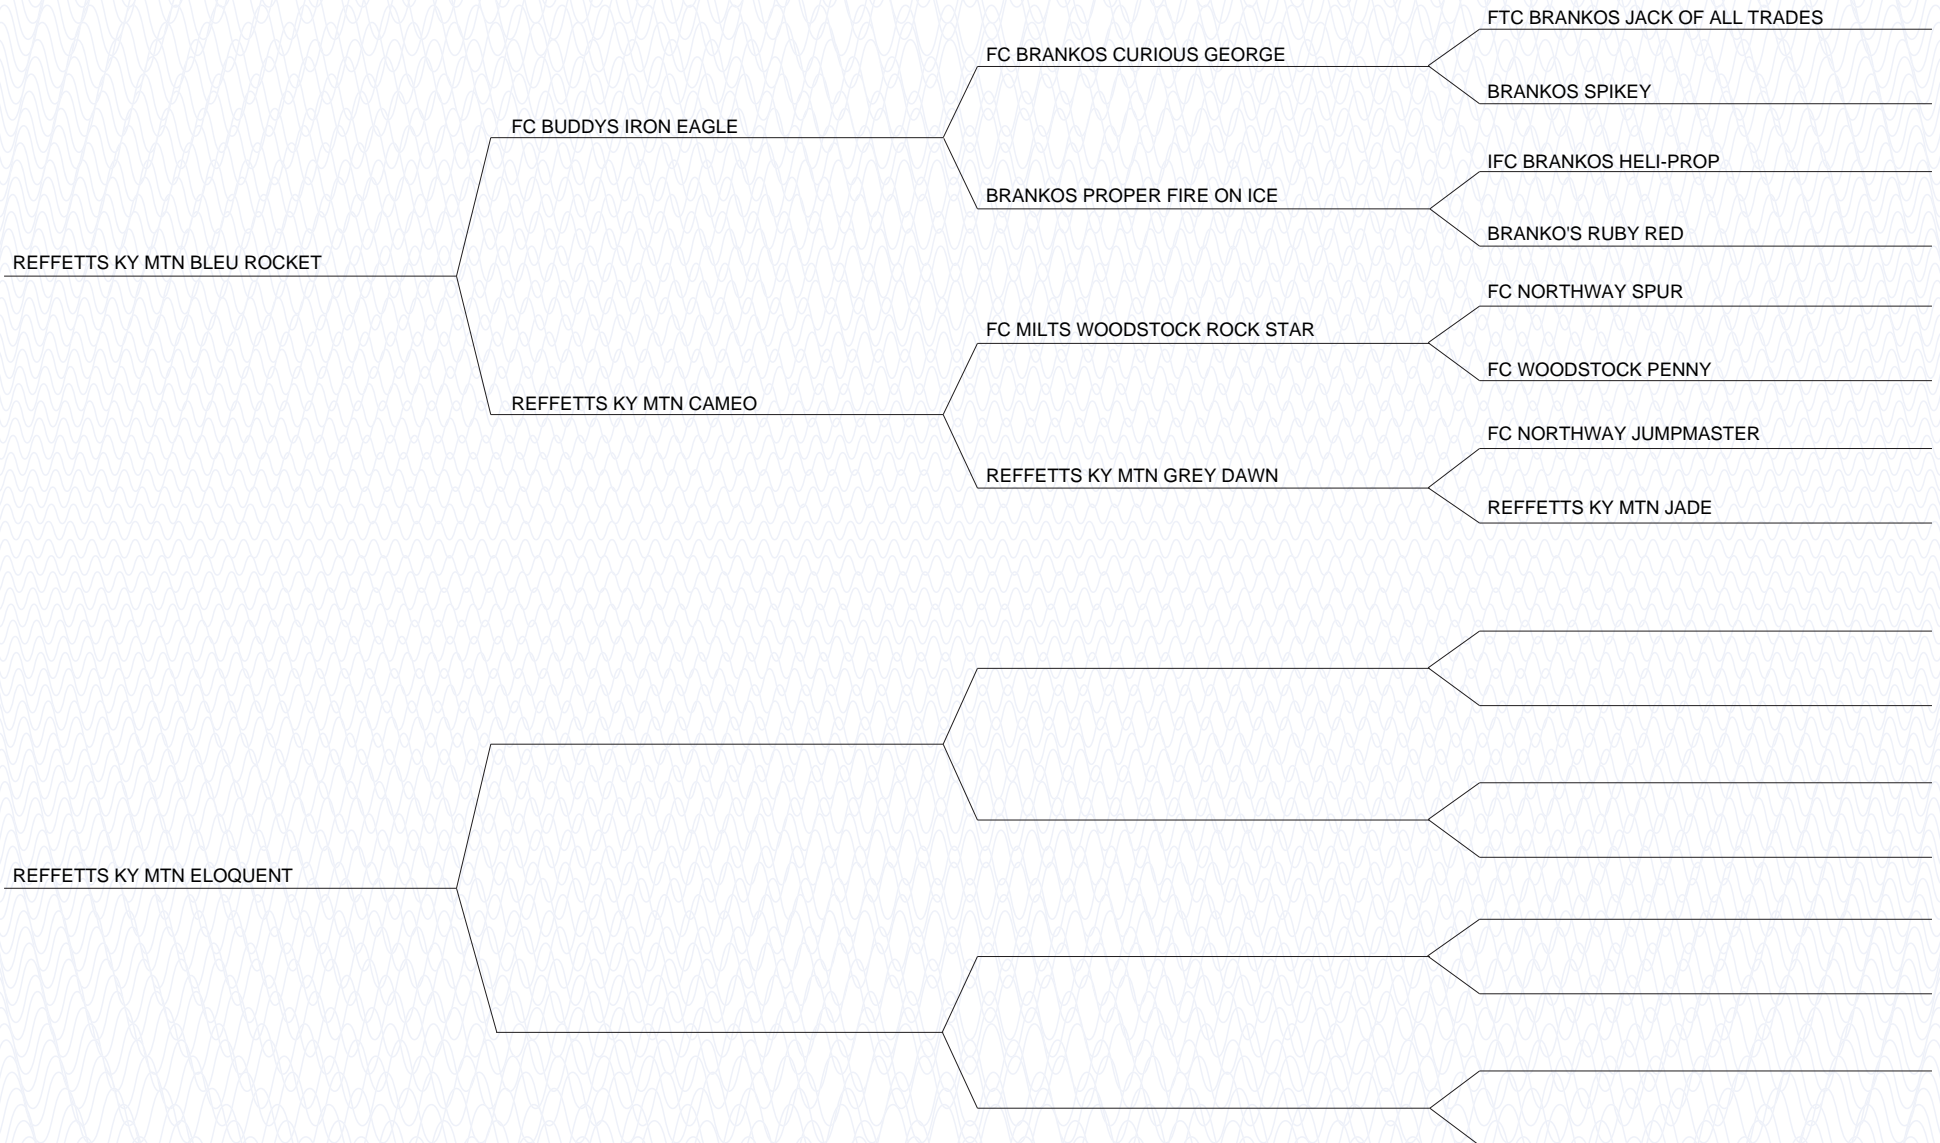 FTC BRANKOS JACK OF ALL TRADES
FC BRANKOS CURIOUS GEORGE
BRANKOS SPIKEY
FC BUDDYS IRON EAGLE
IFC BRANKOS HELI-PROP
BRANKOS PROPER FIRE ON ICE
BRANKO'S RUBY RED
REFFETTS KY MTN BLEU ROCKET
FC NORTHWAY SPUR
FC MILTS WOODSTOCK ROCK STAR
FC WOODSTOCK PENNY
REFFETTS KY MTN CAMEO
FC NORTHWAY JUMPMASTER
REFFETTS KY MTN GREY DAWN
REFFETTS KY MTN JADE
REFFETTS KY MTN ELOQUENT